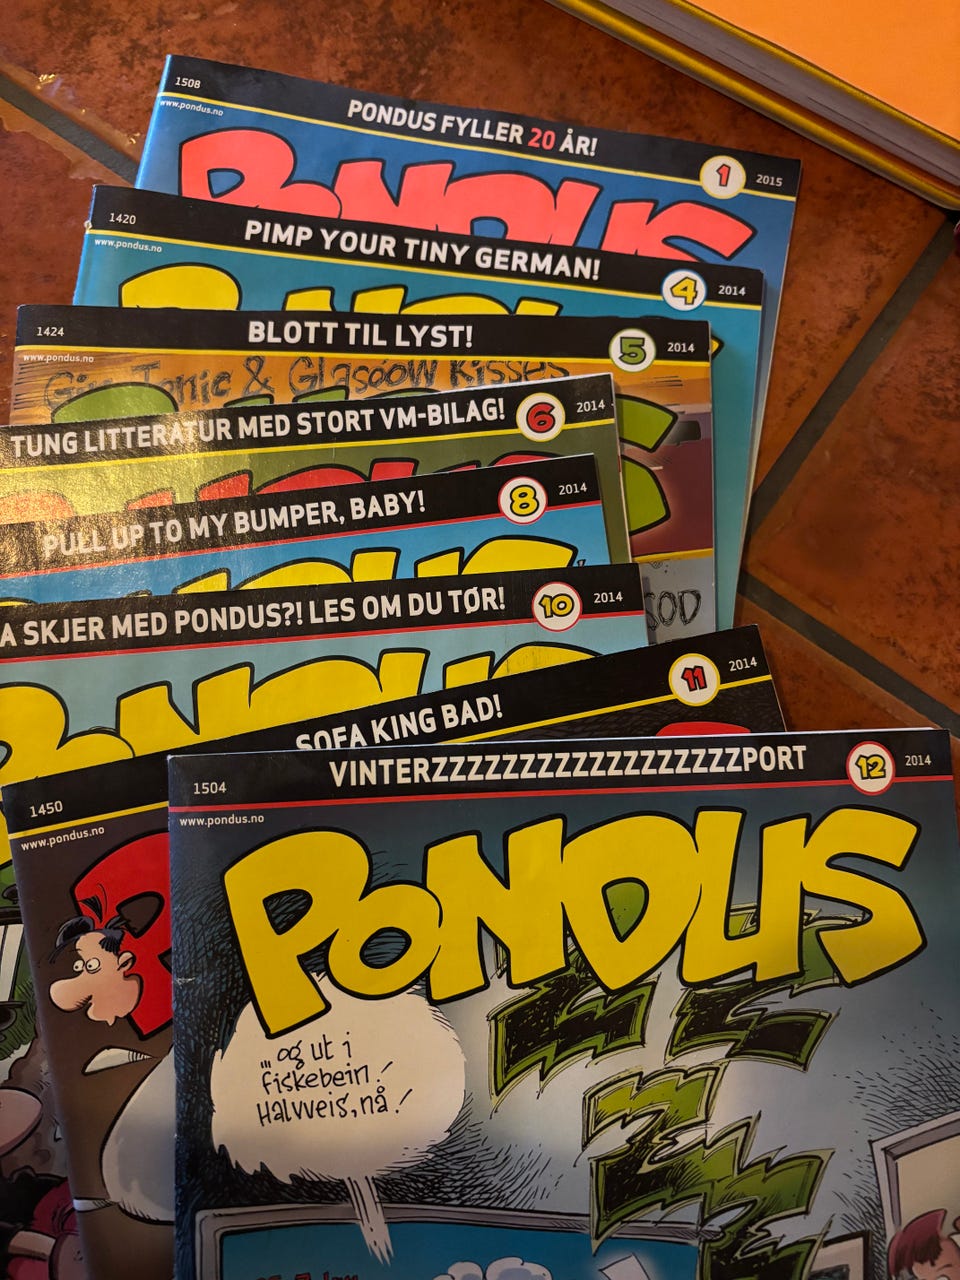 1508
www.pondus.no
PONDUS FYLLER 20 ÅR!
1 2015
PONDUS
1420
www.pondus.no
PIMP YOUR TINY GERMAN!
4 2014
1424
www.pondus.no
BLOTT TIL LYST!
5 2014
Gin Tonic & Glasgow Kisses
TUNG LITTERATUR MED STORT VM-BILAG!
6 2014
PULL UP TO MY BUMPER, BABY!
8 2014
A SKJER MED PONDUS?! LES OM DU TØR!
10 2014
PONDUS
SOFA KING BAD!
11 2014
1450
www.pondus.no
1504
www.pondus.no
VINTERZZZZZZZZZZZZZZZZZZPORT
12 2014
PONDUS
...og ut i
fiskebein!
Halvveis, nå!